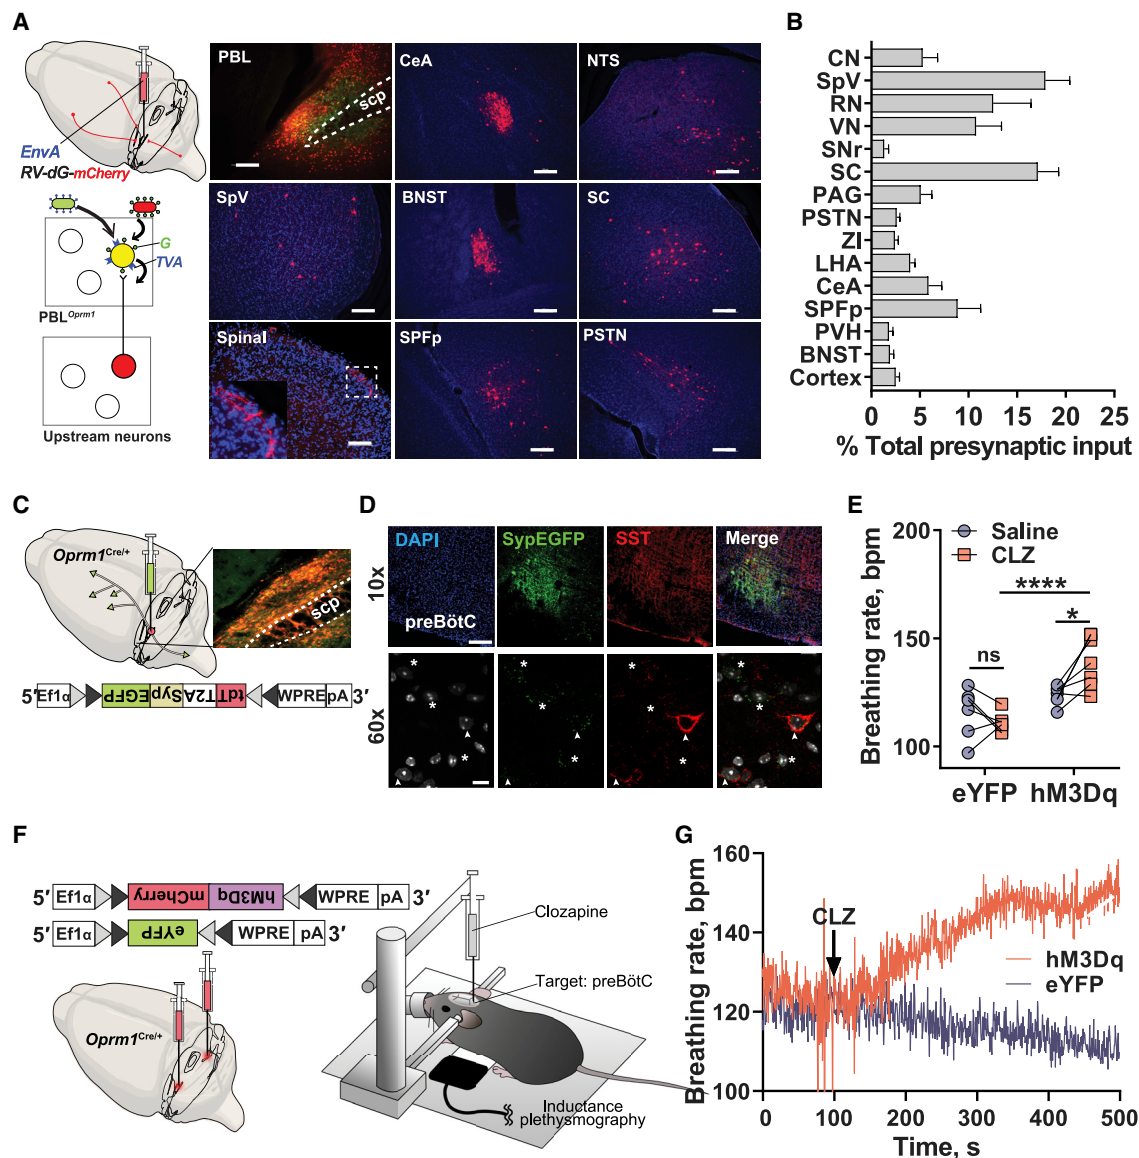 A
EnvA
RV-dG-mCherry
G
TVA
PBL Oprm1
Upstream neurons
PBL
scp
CeA
NTS
SpV
BNST
SC
Spinal
SPFp
PSTN
B
CN
SpV
RN
VN
SNr
SC
PAG
PSTN
ZI
LHA
CeA
SPFp
PVH
BNST
Cortex
0 5 10 15 20 25
% Total presynaptic input
C
Oprm1Cre/+
scp
5′ Ef1α EGFP Syp T2A tdT WPRE pA 3′
D
DAPI SypEGFP SST Merge
10x
preBötC
60x
* * * *
* * * *
* * * *
* * * *
E
Saline
CLZ
****
*
ns
200
150
100
Breathing rate, bpm
eYFP hM3Dq
F
5′ Ef1α mCherry hM3Dq WPRE pA 3′
5′ Ef1α eYFP WPRE pA 3′
Oprm1Cre/+
Clozapine
Target: preBötC
Inductance
plethysmography
G
160
140
120
100
Breathing rate, bpm
CLZ
hM3Dq
eYFP
0 100 200 300 400 500
Time, s